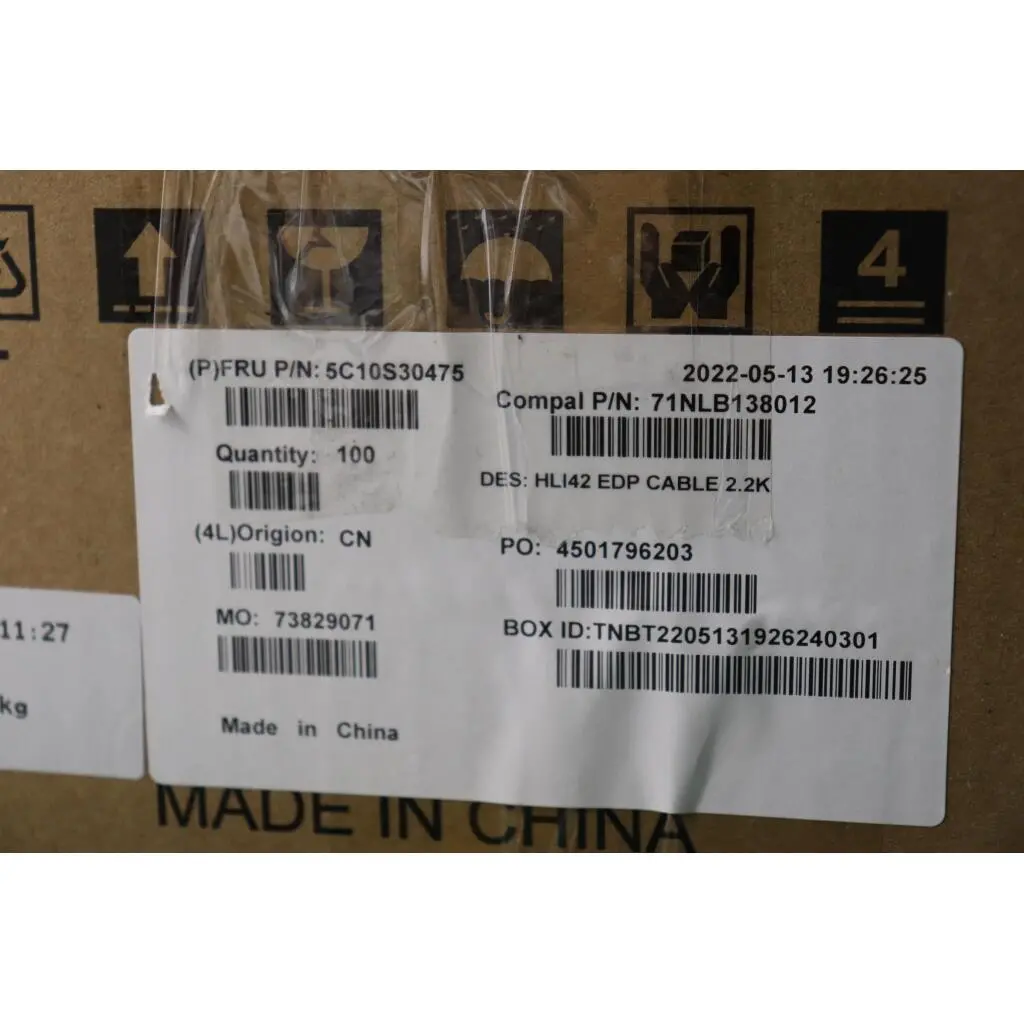 4
(P)FRU P/N: 5C10S30475
2022-05-13 19:26:25
Compal P/N: 71NLB138012
Quantity: 100
DES: HLI42 EDP CABLE 2.2K
(4L)Origion: CN
PO: 4501796203
MO: 73829071
BOX ID:TNBT2205131926240301
11:27
kg
Made in China
MADE IN CHINA